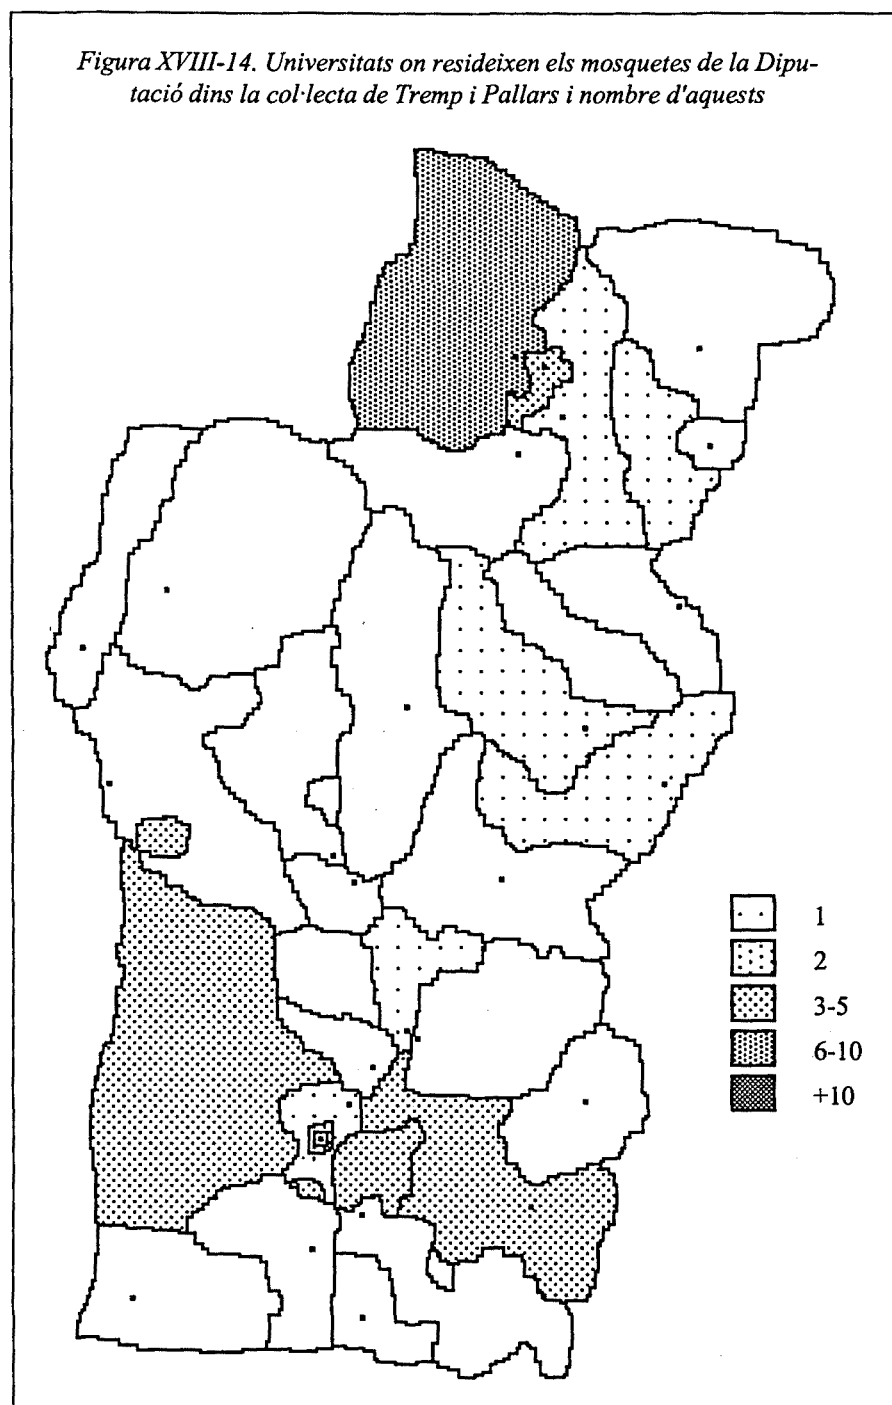 Figura XVIII-14. Universitats on resideixen els mosquetes de la Dipu-
tació dins la col·lecta de Tremp i Pallars i nombre d'aquests
1
2
3-5
6-10
+10